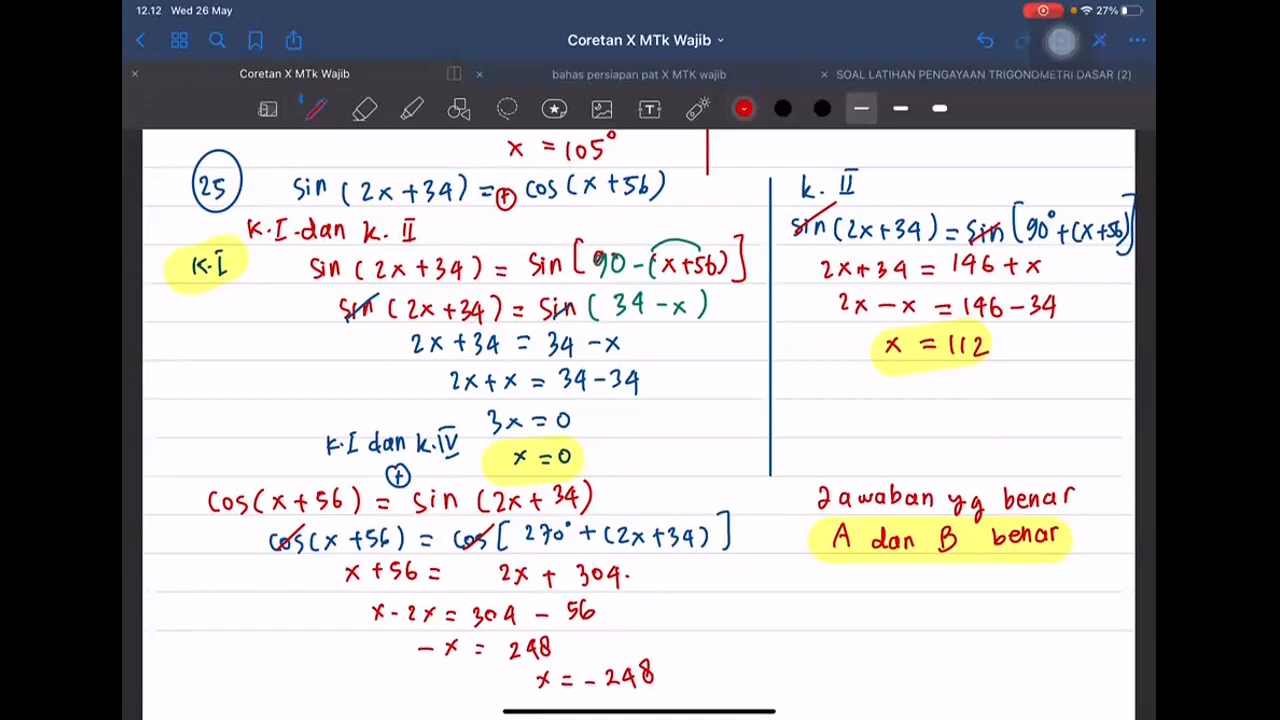 12.12 Wed 26 May
27%
Coretan X MTk Wajib
Coretan X MTk Wajib
bahas persiapan pat X MTK wajib
SOAL LATIHAN PENGAYAAN TRIGONOMETRI DASAR (2)
x = 105°
25 sin (2x+34) = + cos(x+56)
K.I dan k. II
K.I sin (2x+34) = sin [90 - (x+56)]
sin (2x+34) = sin (34 - x)
2x+34 = 34 - x
2x + x = 34 - 34
3x = 0
x = 0
k. II
sin (2x+34) = sin [90° + (x+56)]
2x+34 = 146 + x
2x - x = 146 - 34
x = 112
K.I dan k.IV
+
cos(x+56) = sin (2x+34)
cos(x+56) = cos [270° + (2x+34)]
x+56 = 2x + 304.
x - 2x = 304 - 56
- x = 248
x = - 248
Jawaban yg benar
A dan B benar